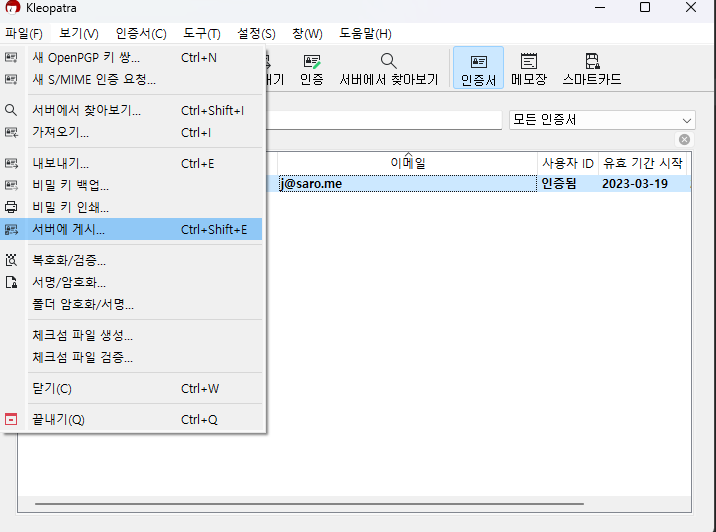 Kleopatra
파일(F) 보기(V) 인증서(C) 도구(T) 설정(S) 창(W) 도움말(H)
새 OpenPGP 키 쌍... Ctrl+N
새 S/MIME 인증 요청...
서버에서 찾아보기... Ctrl+Shift+I
가져오기... Ctrl+I
내보내기... Ctrl+E
비밀 키 백업...
비밀 키 인쇄...
서버에 게시... Ctrl+Shift+E
복호화/검증...
서명/암호화...
폴더 암호화/서명...
체크섬 파일 생성...
체크섬 파일 검증...
닫기(C) Ctrl+W
끝내기(Q) Ctrl+Q
인증 서버에서 찾아보기 인증서 메모장 스마트카드
모든 인증서
이메일 사용자 ID 유효 기간 시작
j@saro.me 인증됨 2023-03-19